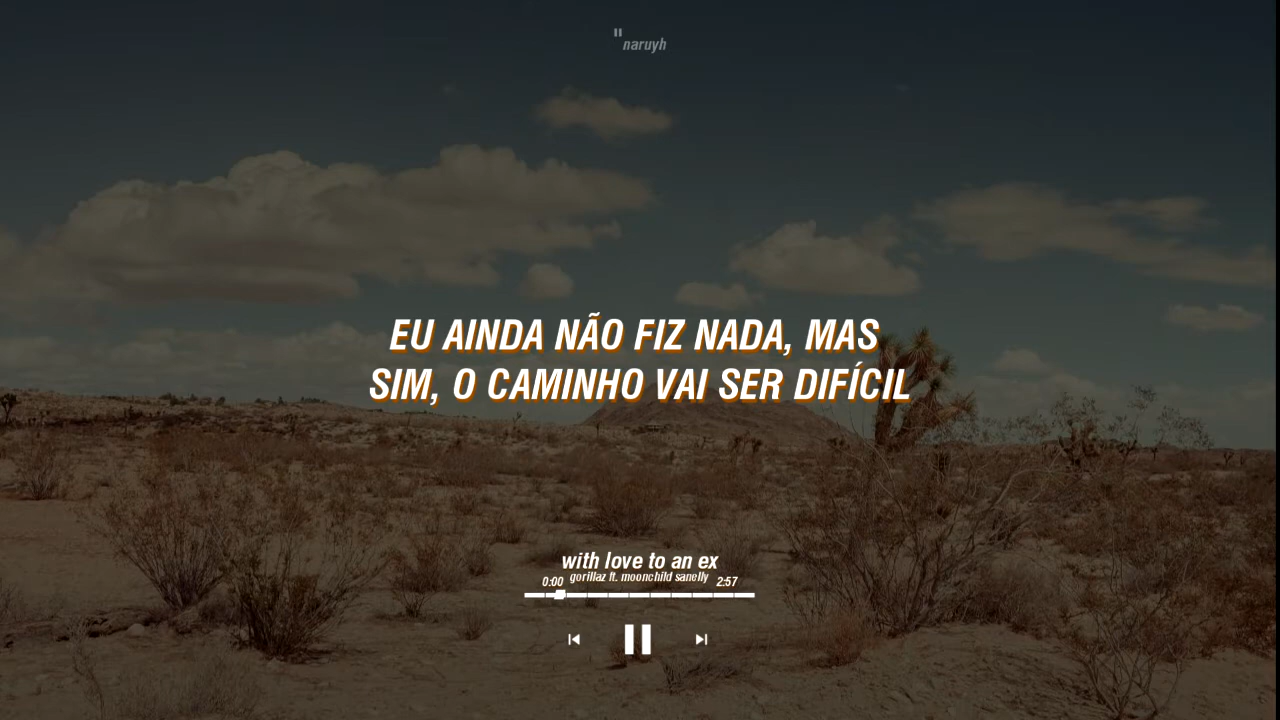 "naruyh
EU AINDA NÃO FIZ NADA, MAS
SIM, O CAMINHO VAI SER DIFÍCIL
with love to an ex
gorillaz ft. moonchild sanelly
0:00 2:57